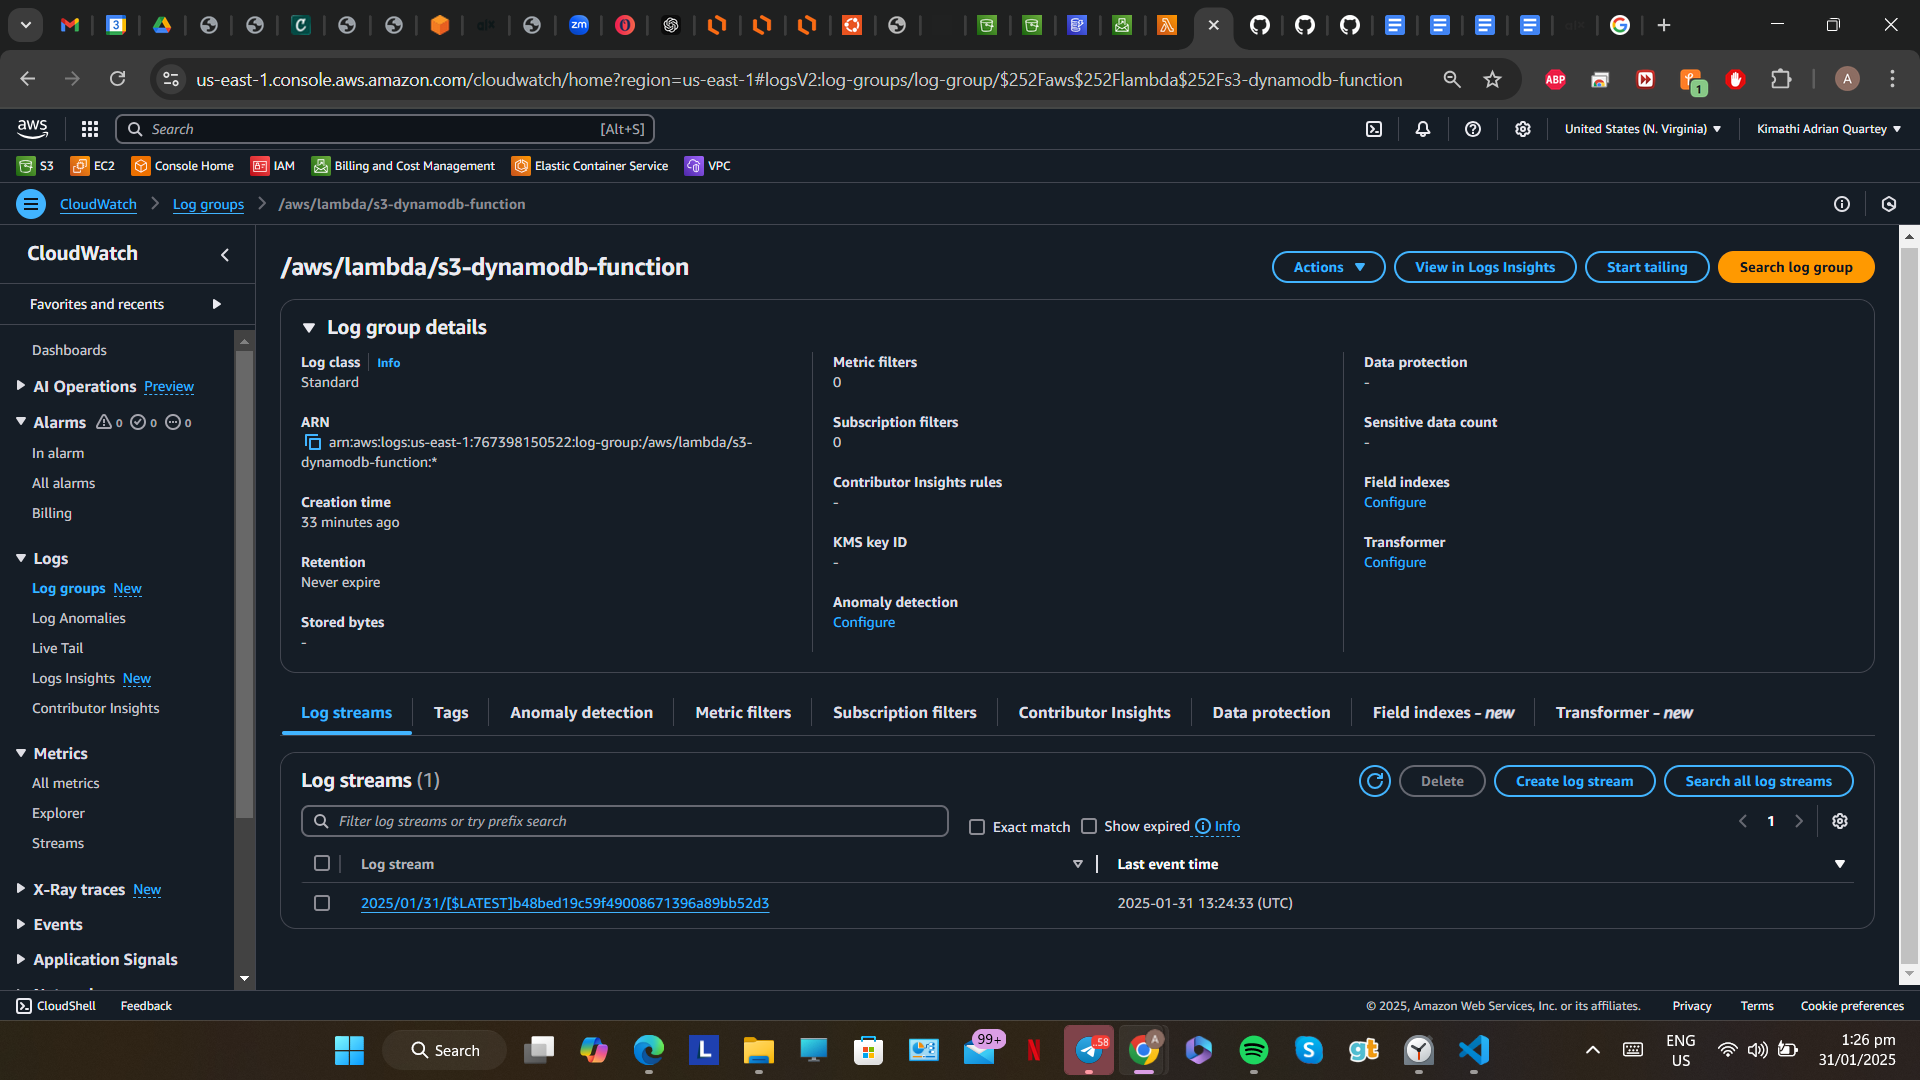 us-east-1.console.aws.amazon.com/cloudwatch/home?region=us-east-1#logsV2:log-groups/log-group/$252Faws$252Flambda$252Fs3-dynamodb-function
ABP
1
A
aws
Search
[Alt+S]
United States (N. Virginia)
Kimathi Adrian Quartey
S3
EC2
Console Home
IAM
Billing and Cost Management
Elastic Container Service
VPC
CloudWatch
Log groups
/aws/lambda/s3-dynamodb-function
CloudWatch
Favorites and recents
Dashboards
AI Operations Preview
Alarms 0 0 0
In alarm
All alarms
Billing
Logs
Log groups New
Log Anomalies
Live Tail
Logs Insights New
Contributor Insights
Metrics
All metrics
Explorer
Streams
X-Ray traces New
Events
Application Signals
/aws/lambda/s3-dynamodb-function
Actions
View in Logs Insights
Start tailing
Search log group
Log group details
Log class Info
Standard
ARN
arn:aws:logs:us-east-1:767398150522:log-group:/aws/lambda/s3-
dynamodb-function:*
Creation time
33 minutes ago
Retention
Never expire
Stored bytes
-
Metric filters
0
Subscription filters
0
Contributor Insights rules
-
KMS key ID
-
Anomaly detection
Configure
Data protection
-
Sensitive data count
-
Field indexes
Configure
Transformer
Configure
Log streams
Tags
Anomaly detection
Metric filters
Subscription filters
Contributor Insights
Data protection
Field indexes - new
Transformer - new
Log streams (1)
Delete
Create log stream
Search all log streams
Filter log streams or try prefix search
Exact match
Show expired
Info
1
Log stream
Last event time
2025/01/31/[$LATEST]b48bed19c59f49008671396a89bb52d3
2025-01-31 13:24:33 (UTC)
CloudShell
Feedback
© 2025, Amazon Web Services, Inc. or its affiliates.
Privacy
Terms
Cookie preferences
Search
L
99+
N
..58
A
gt
ENG
US
1:26 pm
31/01/2025